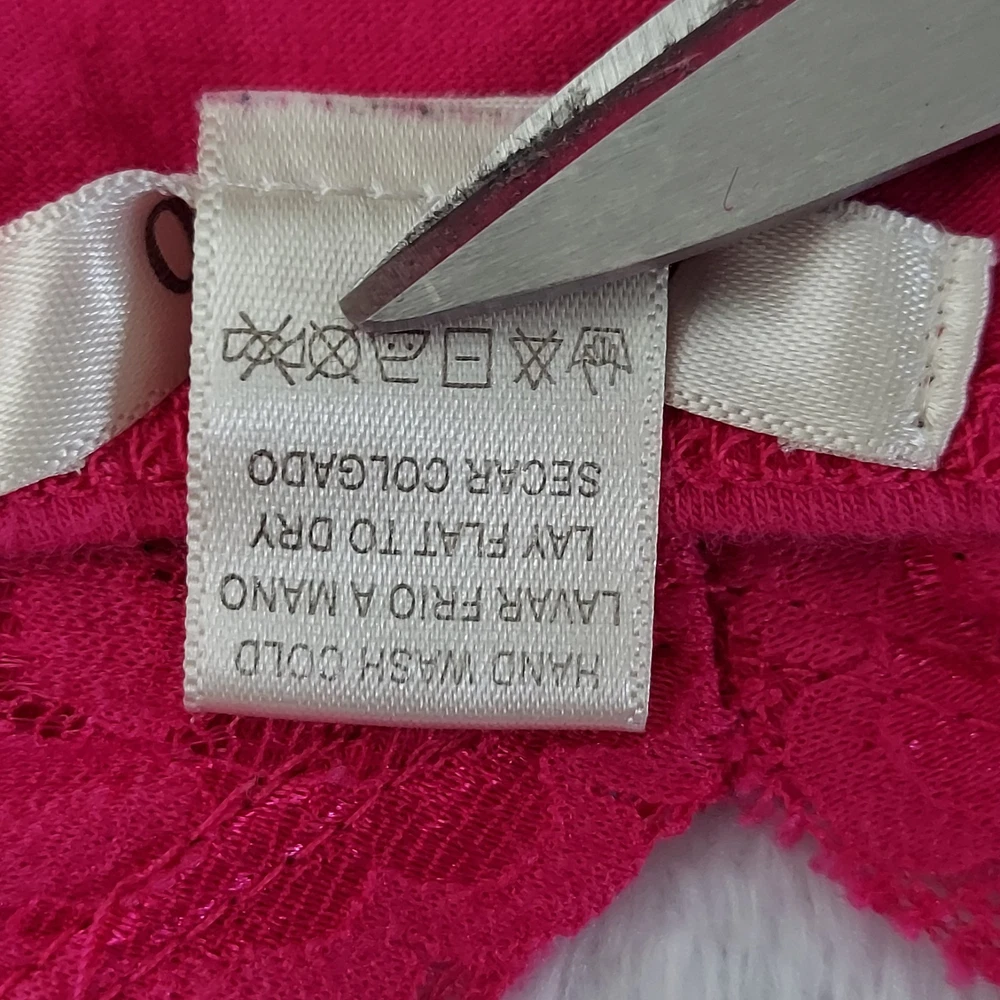 HAND WASH COLD
LAVAR FRIO A MANO
LAY FLAT TO DRY
SECAR COLGADO